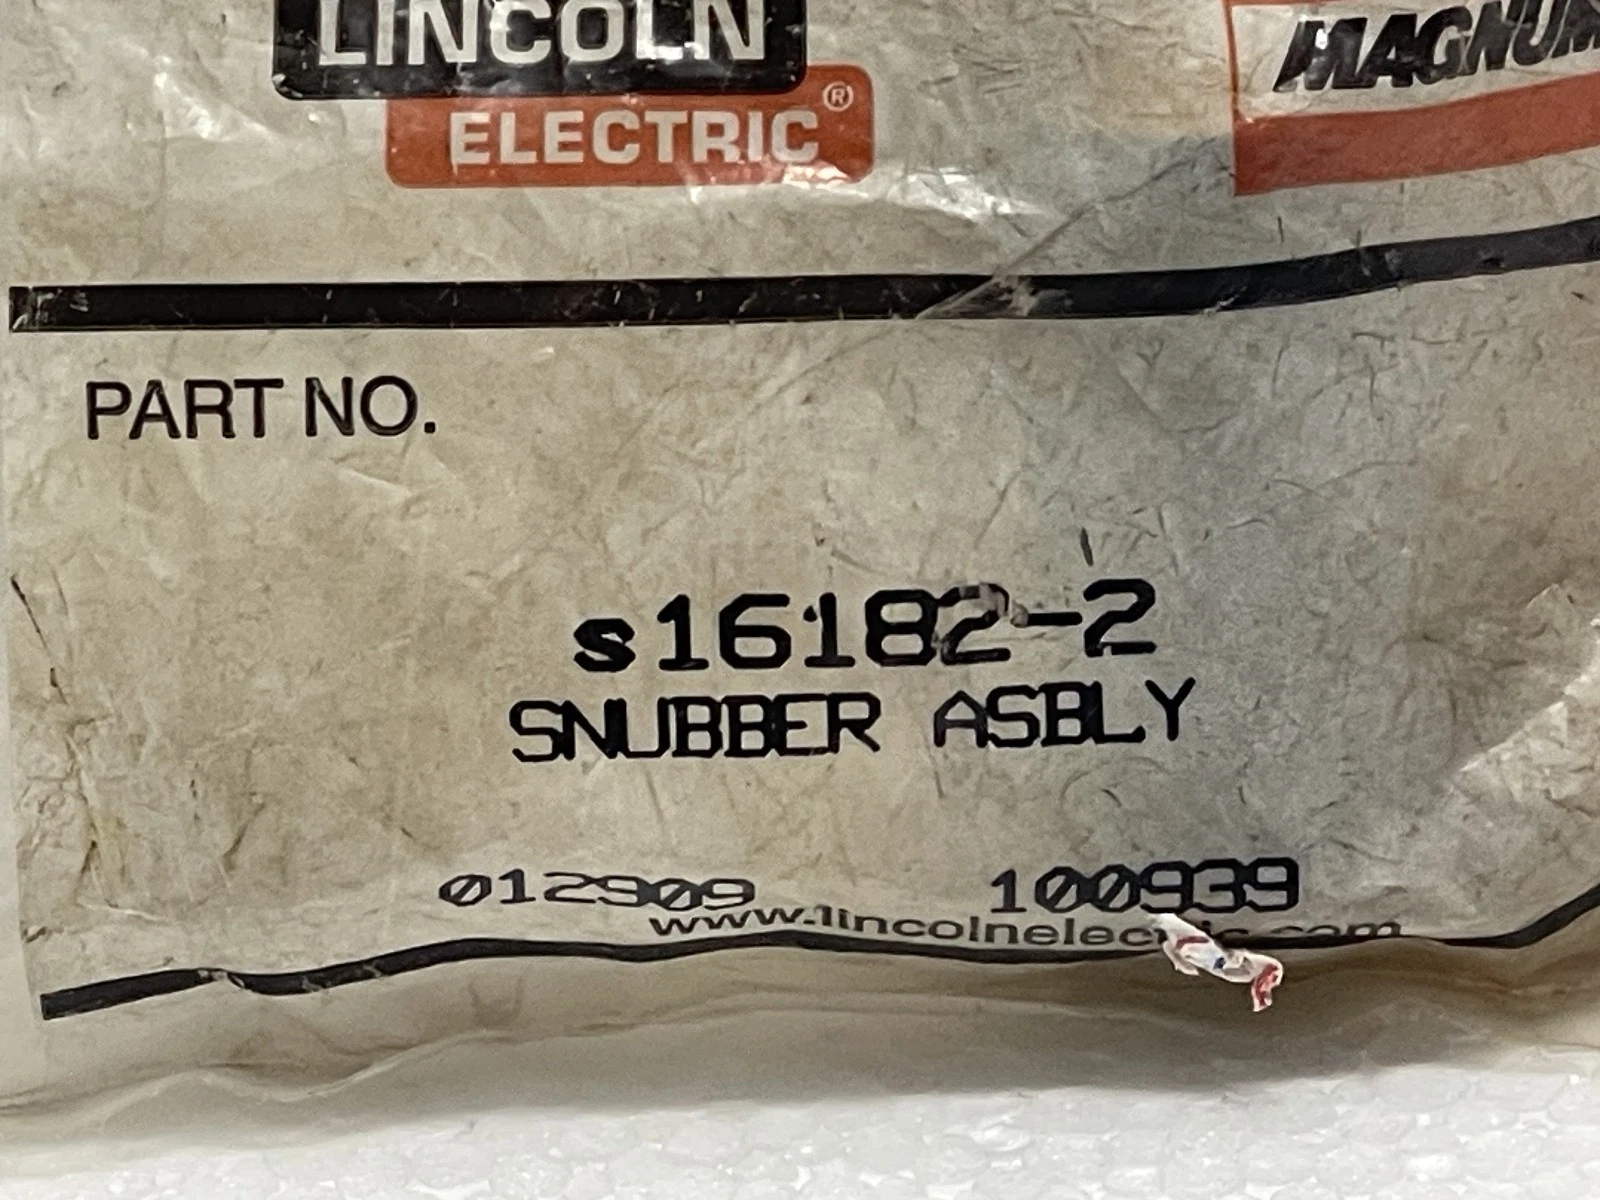 LINCOLN
ELECTRIC®
MAGNUM
PART NO.
s16182-2
SNUBBER ASBLY
012909 100939
www.lincolnelectric.com